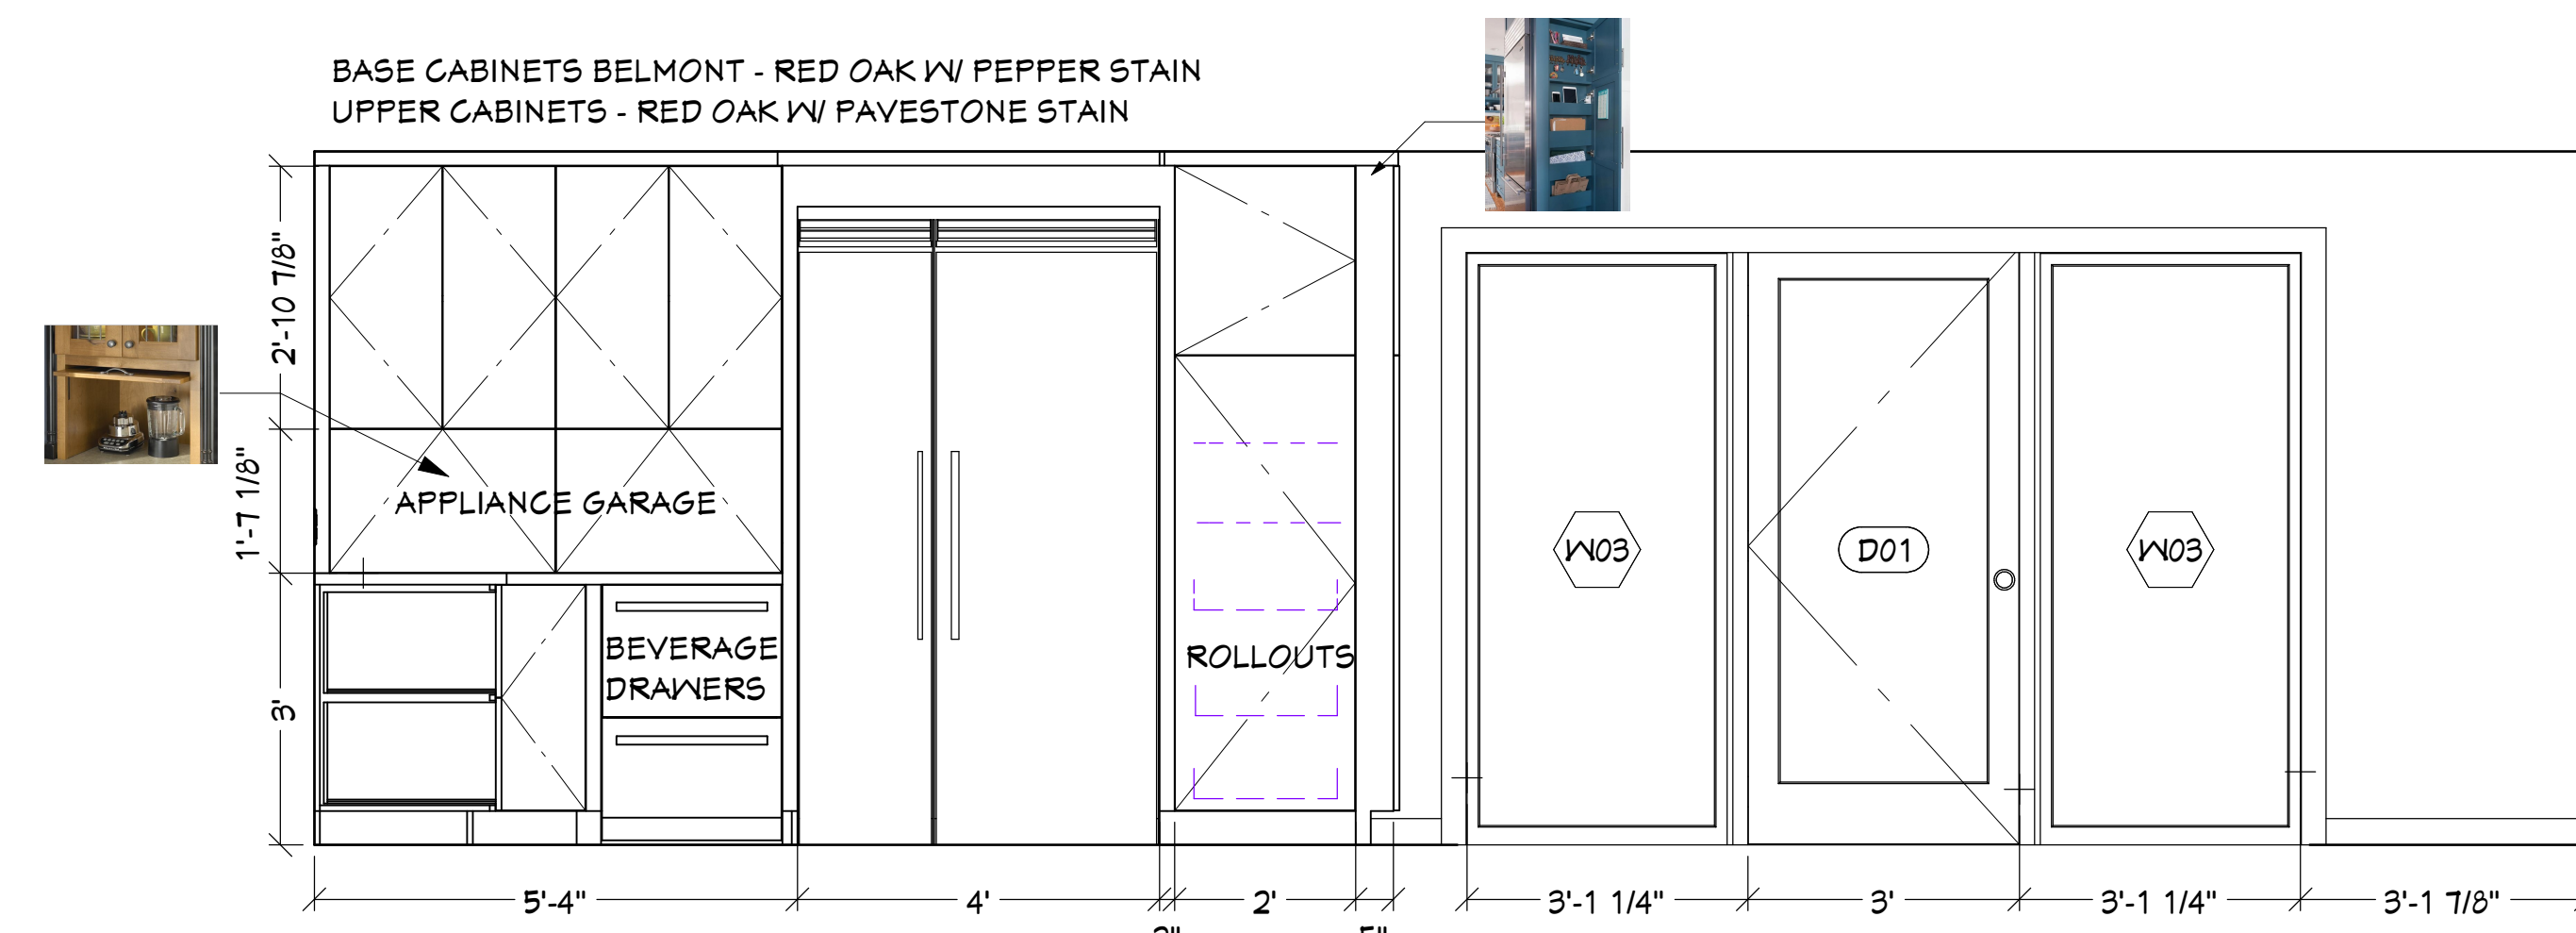 BASE CABINETS BELMONT - RED OAK W/ PEPPER STAIN
UPPER CABINETS - RED OAK W/ PAVESTONE STAIN
2'-10 7/8"
1'-7 1/8"
3'
APPLIANCE GARAGE
BEVERAGE
DRAWERS
ROLLOUTS
W03
D01
W03
5'-4"
4'
2'
3'-1 1/4"
3'
3'-1 1/4"
3'-1 7/8"